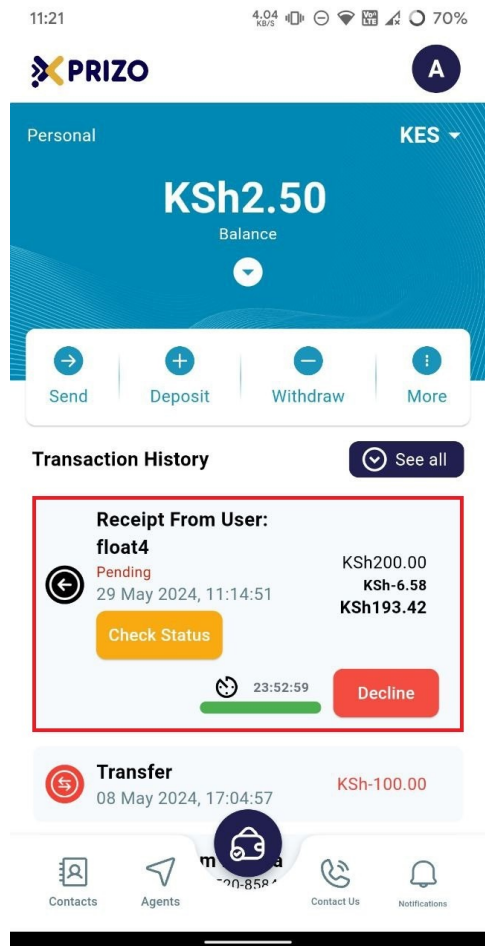 11:21
4.04 KB/S
Vo) LTE
70%
XPRIZO
A
Personal
KES
KSh2.50
Balance
Send
Deposit
Withdraw
More
Transaction History
See all
Receipt From User:
float4
Pending
29 May 2024, 11:14:51
KSh200.00
KSh-6.58
KSh193.42
Check Status
23:52:59
Decline
Transfer
08 May 2024, 17:04:57
KSh-100.00
Contacts
Agents
Contact Us
Notifications